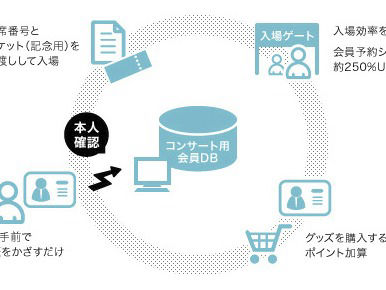 席番号と
ケット(記念用)を
渡しして入場
入場ゲート
入場効率を
会員予約シ
約250%U
本人
確認
コンサート用
会員DB
手前で
をかざすだけ
グッズを購入する
ポイント加算